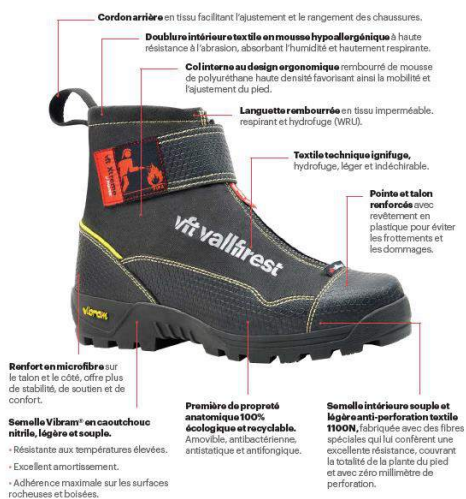 Cordon arrière en tissu facilitant l'ajustement et le rangement des chaussures.
Doublure intérieure textile en mousse hypoallergénique à haute
résistance à l'abrasion, absorbant l'humidité et hautement respirante.
Col interne au design ergonomique rembourré de mousse
de polyuréthane haute densité favorisant ainsi la mobilité et
l'ajustement du pied.
Languette rembourrée en tissu imperméable.
respirant et hydrofuge (WRU).
Textile technique ignifuge,
hydrofuge, léger et indéchirable.
Pointe et talon
renforcés avec
revêtement en
plastique pour éviter
les frottements et
les dommages.
vft vallfirest
vibram
Renfort en microfibre sur
le talon et le côté, offre plus
de stabilité, de soutien et de
confort.
Semelle Vibram® en caoutchouc
nitrile, légère et souple.
• Résistante aux températures élevées.
• Excellent amortissement.
• Adhérence maximale sur les surfaces
rocheuses et boisées.
Première de propreté
anatomique 100%
écologique et recyclable.
Amovible, antibactérienne,
antistatique et antifongique.
Semelle intérieure souple et
légère anti-perforation textile
1100N, fabriquée avec des fibres
spéciales qui lui confèrent une
excellente résistance, couvrant
la totalité de la plante du pied
et avec zéro millimètre de
perforation.